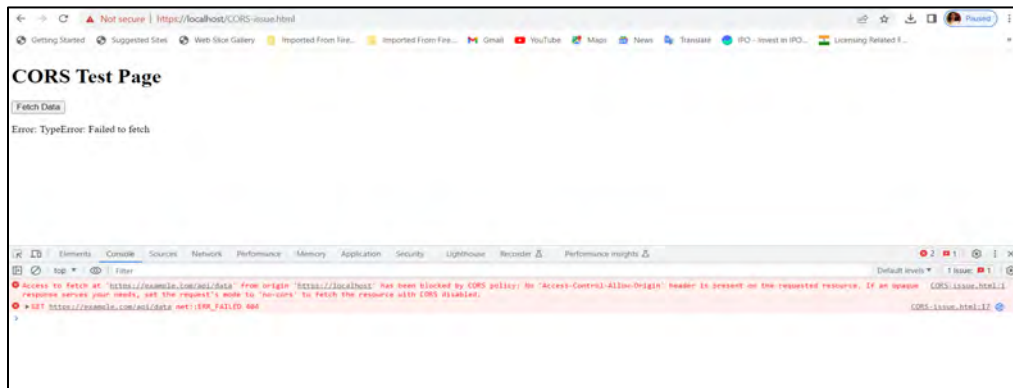 Not secure | https://localhost/CORS-issue.html
Paused
Getting Started Suggested Sites Web Slice Gallery Imported From Fire... Imported From Fire... Gmail YouTube Maps News Translate IPO - Invest in IPO... Licensing Related F...
CORS Test Page
Fetch Data
Error: TypeError: Failed to fetch
Elements Console Sources Network Performance Memory Application Security Lighthouse Recorder Performance insights 2 1
top Filter Default levels 1 Issue: 1
Access to fetch at 'https://example.com/api/data' from origin 'https://localhost' has been blocked by CORS policy: No 'Access-Control-Allow-Origin' header is present on the requested resource. If an opaque CORS-issue.html:1
response serves your needs, set the request's mode to 'no-cors' to fetch the resource with CORS disabled.
GET https://example.com/api/data net::ERR_FAILED 404 CORS-issue.html:17